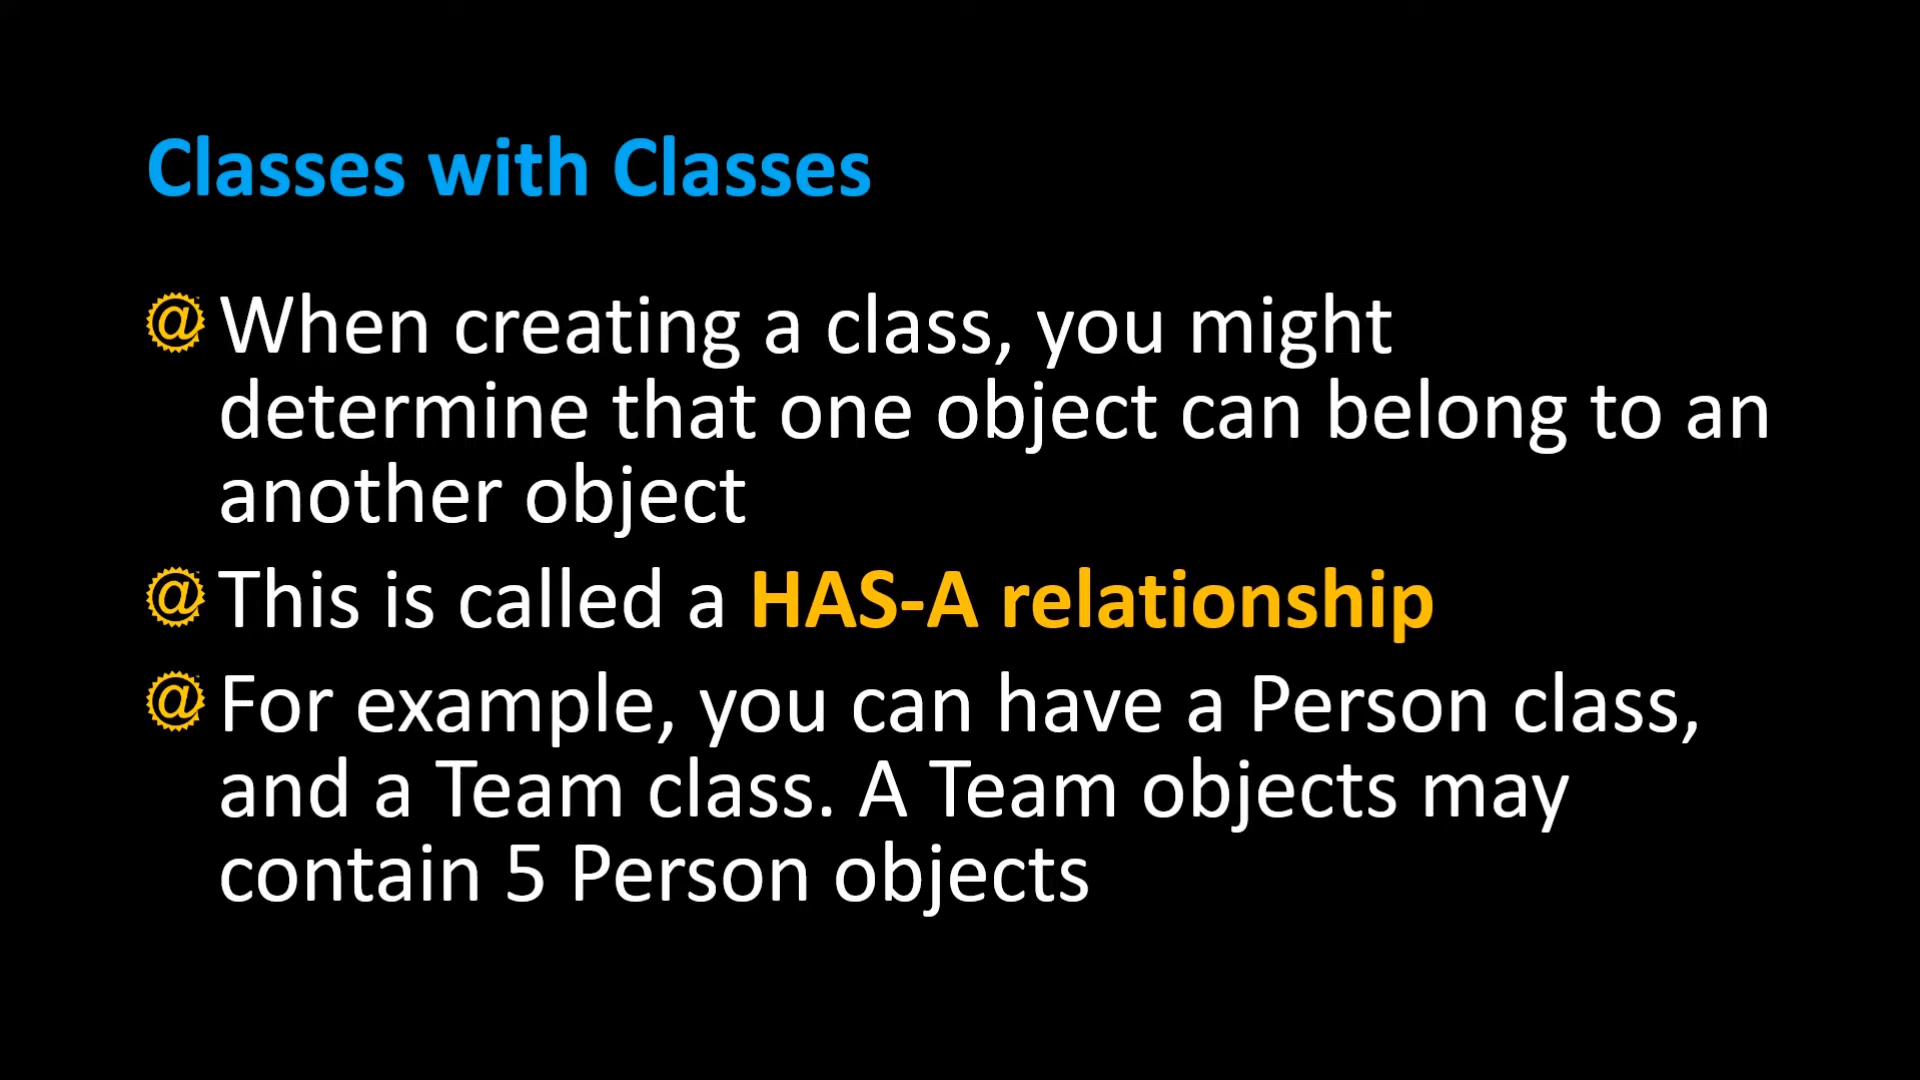 Classes with Classes
@ When creating a class, you might
determine that one object can belong to an
another object
@ This is called a HAS-A relationship
@ For example, you can have a Person class,
and a Team class. A Team objects may
contain 5 Person objects